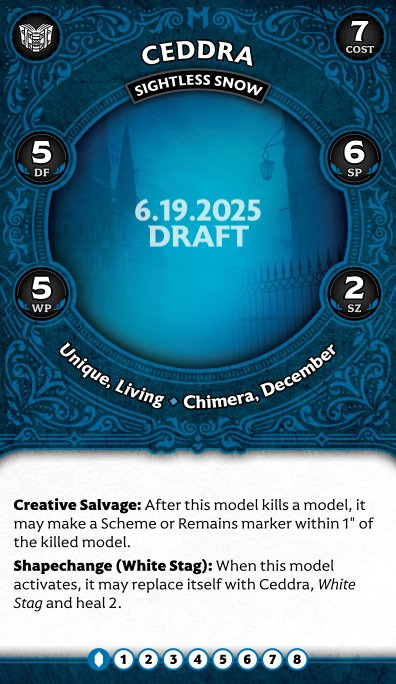 CEDDRA
7
COST
SIGHTLESS SNOW
5
DF
6
SP
6.19.2025
DRAFT
5
WP
2
SZ
Unique, Living ◆ Chimera, December
Creative Salvage: After this model kills a model, it
may make a Scheme or Remains marker within 1" of
the killed model.
Shapechange (White Stag): When this model
activates, it may replace itself with Ceddra, White
Stag and heal 2.
1 2 3 4 5 6 7 8